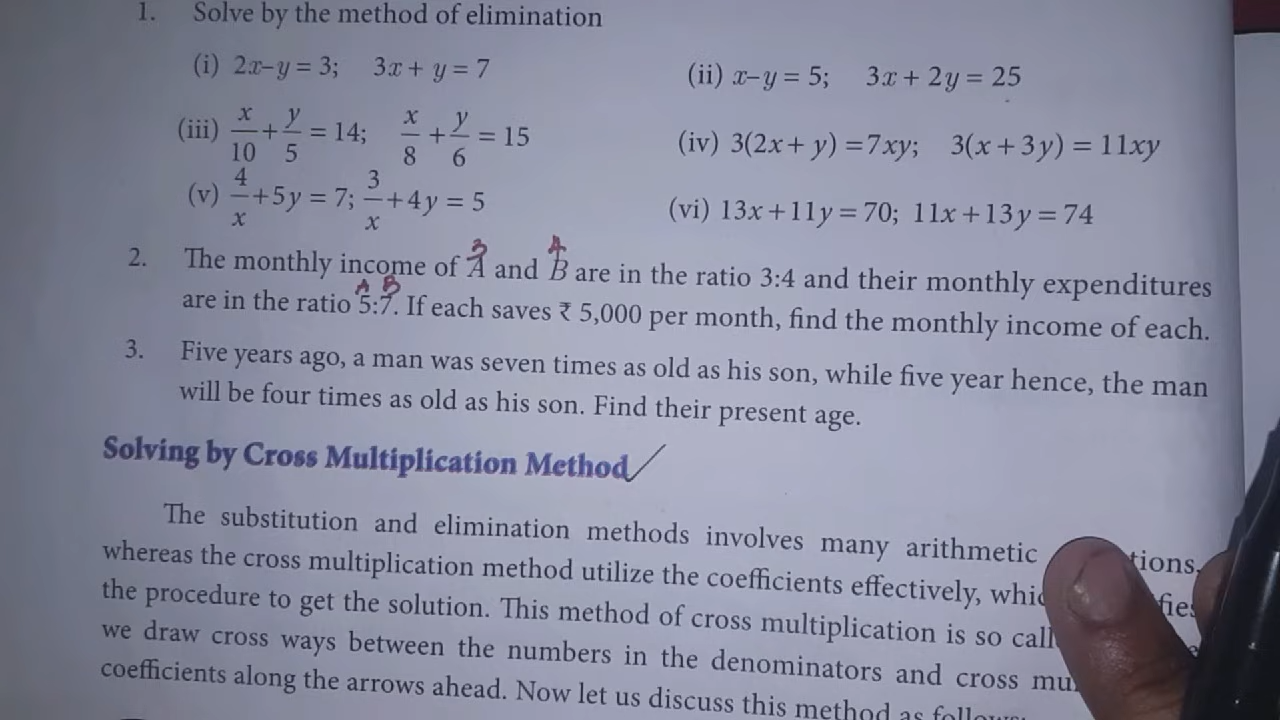 1. Solve by the method of elimination
(i) 2x–y = 3; 3x + y = 7 (ii) x–y = 5; 3x + 2y = 25
(iii) x/10 + y/5 = 14; x/8 + y/6 = 15 (iv) 3(2x + y) = 7xy; 3(x + 3y) = 11xy
(v) 4/x + 5y = 7; 3/x + 4y = 5 (vi) 13x + 11y = 70; 11x + 13y = 74
3 4
2. The monthly income of A and B are in the ratio 3:4 and their monthly expenditures
A B
are in the ratio 5:7. If each saves ₹ 5,000 per month, find the monthly income of each.
3. Five years ago, a man was seven times as old as his son, while five year hence, the man
will be four times as old as his son. Find their present age.
Solving by Cross Multiplication Method
The substitution and elimination methods involves many arithmetic
whereas the cross multiplication method utilize the coefficients effectively,
the procedure to get the solution. This method of cross multiplication is so
we draw cross ways between the numbers in the denominators and cross
coefficients along the arrows ahead. Now let us discuss this method as follows: